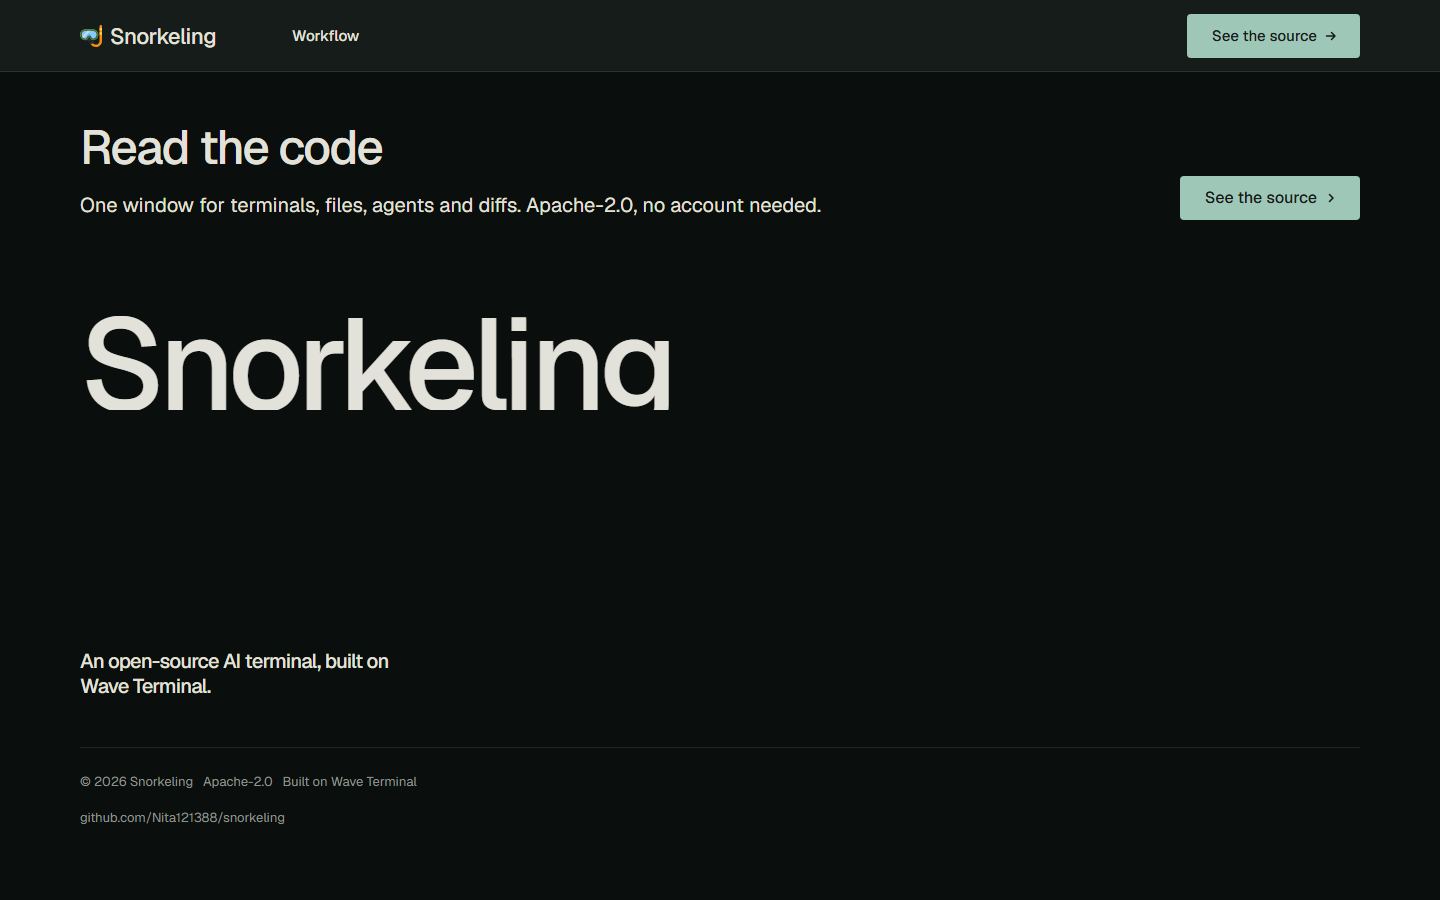 Snorkeling
Workflow
See the source →
Read the code
One window for terminals, files, agents and diffs. Apache-2.0, no account needed.
See the source ›
Snorkeling
An open-source AI terminal, built on
Wave Terminal.
© 2026 Snorkeling Apache-2.0 Built on Wave Terminal
github.com/Nita121388/snorkeling